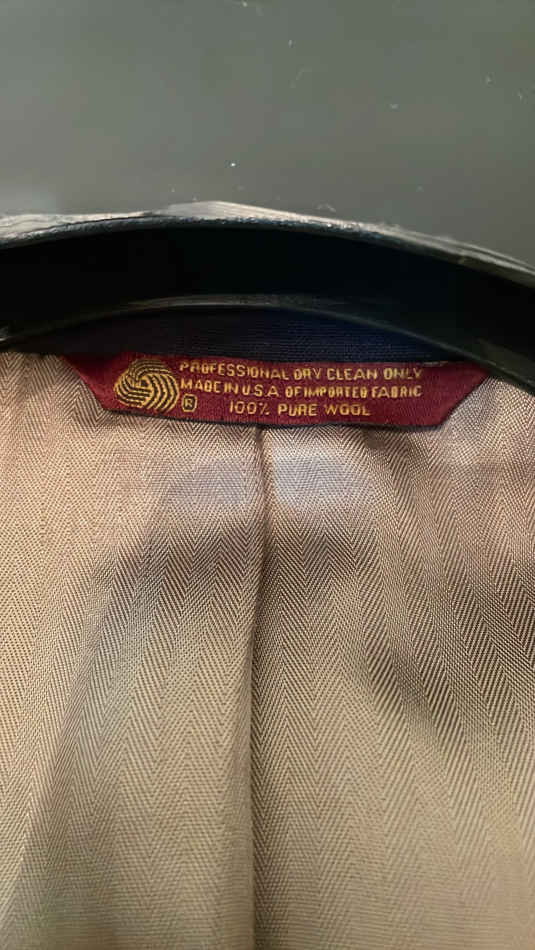 PROFESSIONAL DRY CLEAN ONLY
MADE IN U.S.A. OF IMPORTED FABRIC
® 100% PURE WOOL